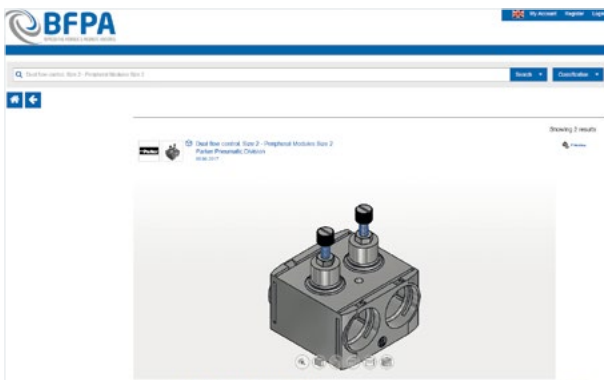 BFPA
My Account Register Login
Dual flow control, Size 2 - Peripheral Modules Size 2
Search
Classification
Showing 2 results
Parker
Dual flow control, Size 2 - Peripheral Modules Size 2
Parker Pneumatic Division